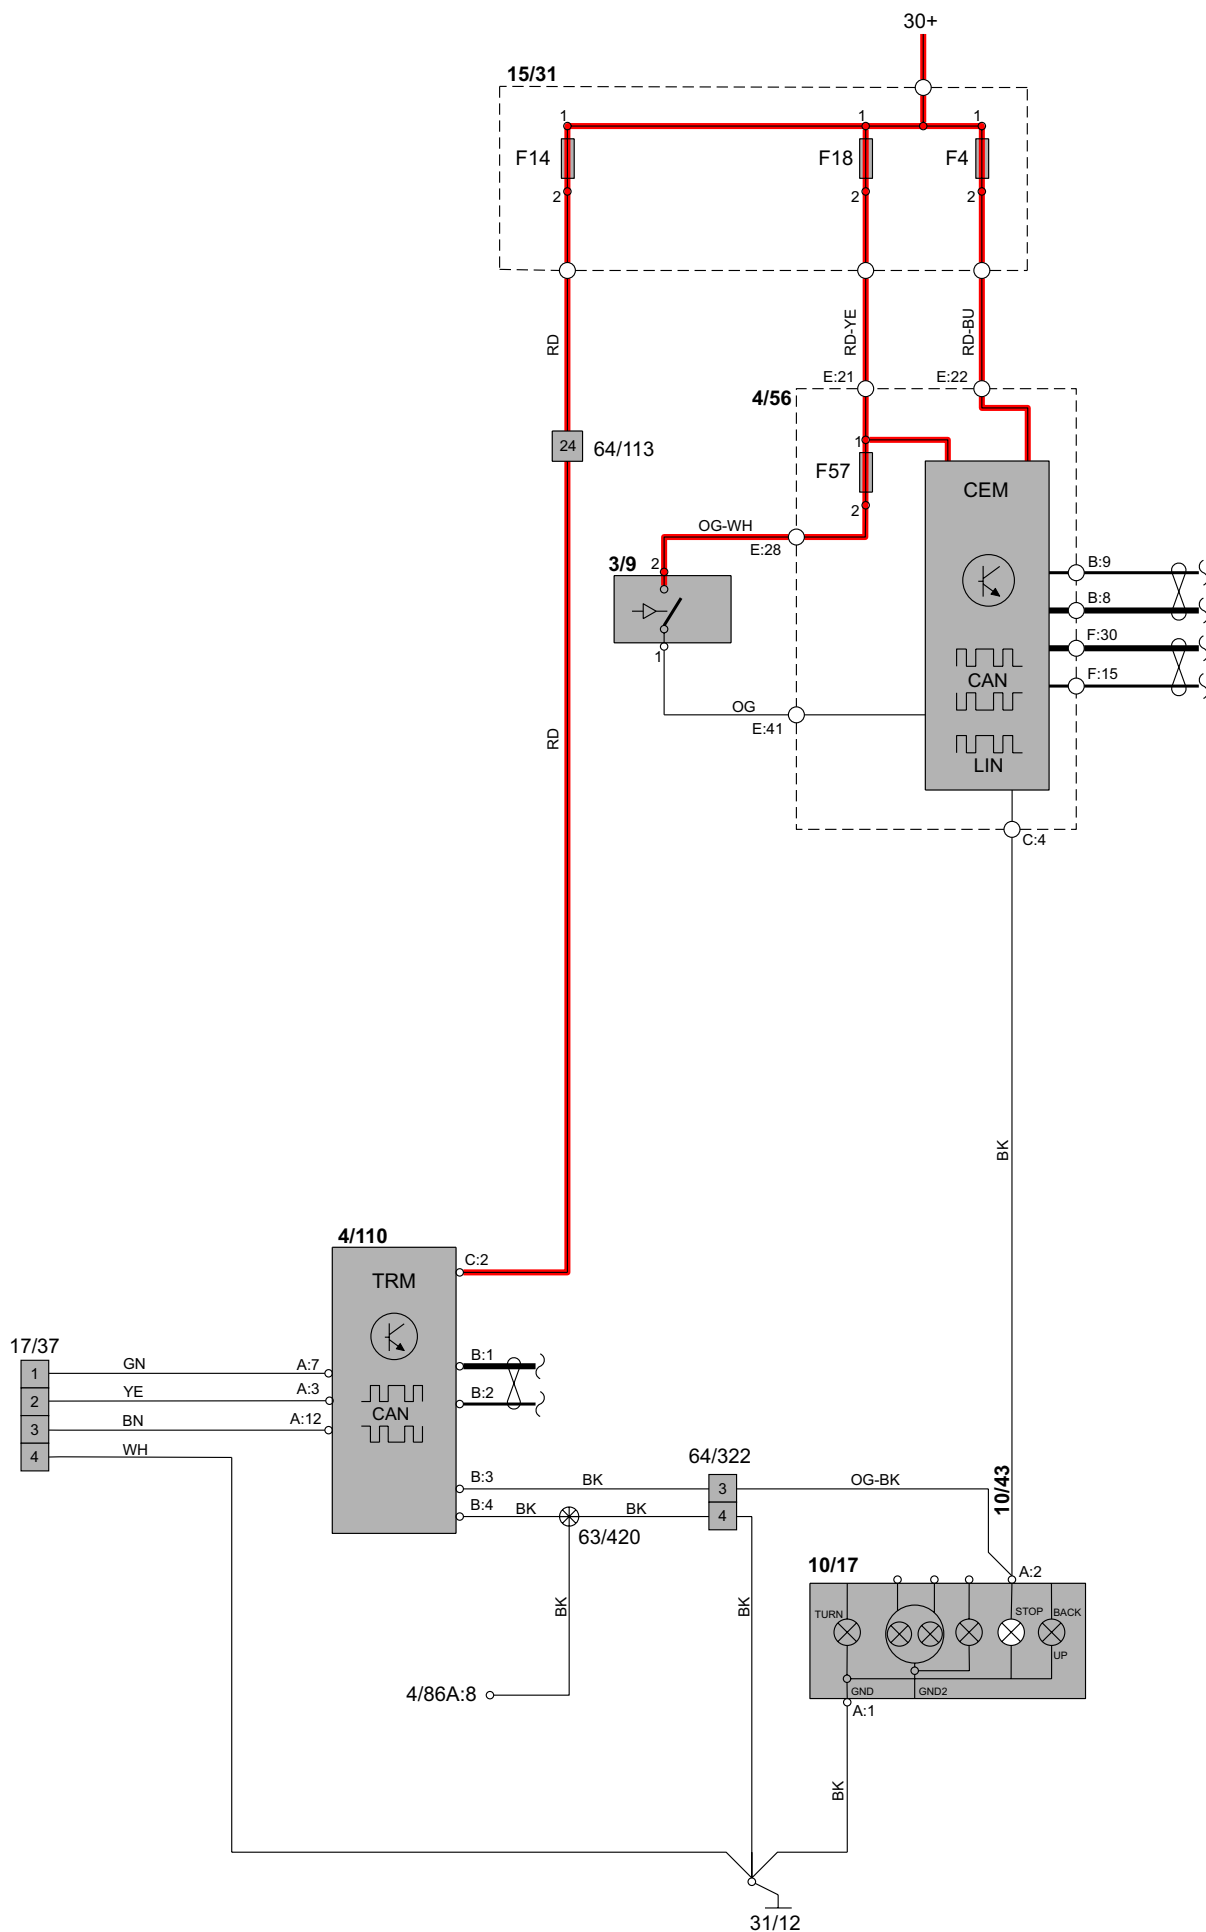 30+
15/31
1 1 1
F14 F18 F4
2 2 2
RD RD-YE RD-BU
E:21 E:22
4/56
24 64/113
1
F57 CEM
2
OG-WH
E:28
3/9 2
B:9
B:8
F:30
1 CAN F:15
OG
E:41
RD
LIN
C:4
BK
4/110
C:2
TRM
17/37
1 GN A:7 B:1
2 YE A:3 B:2
3 BN A:12 CAN
4 WH
64/322
B:3 BK 3 OG-BK 10/43
B:4 BK BK 4
63/420
10/17 A:2
BK BK
TURN STOP BACK
UP
4/86A:8
GND GND2
A:1
BK
31/12